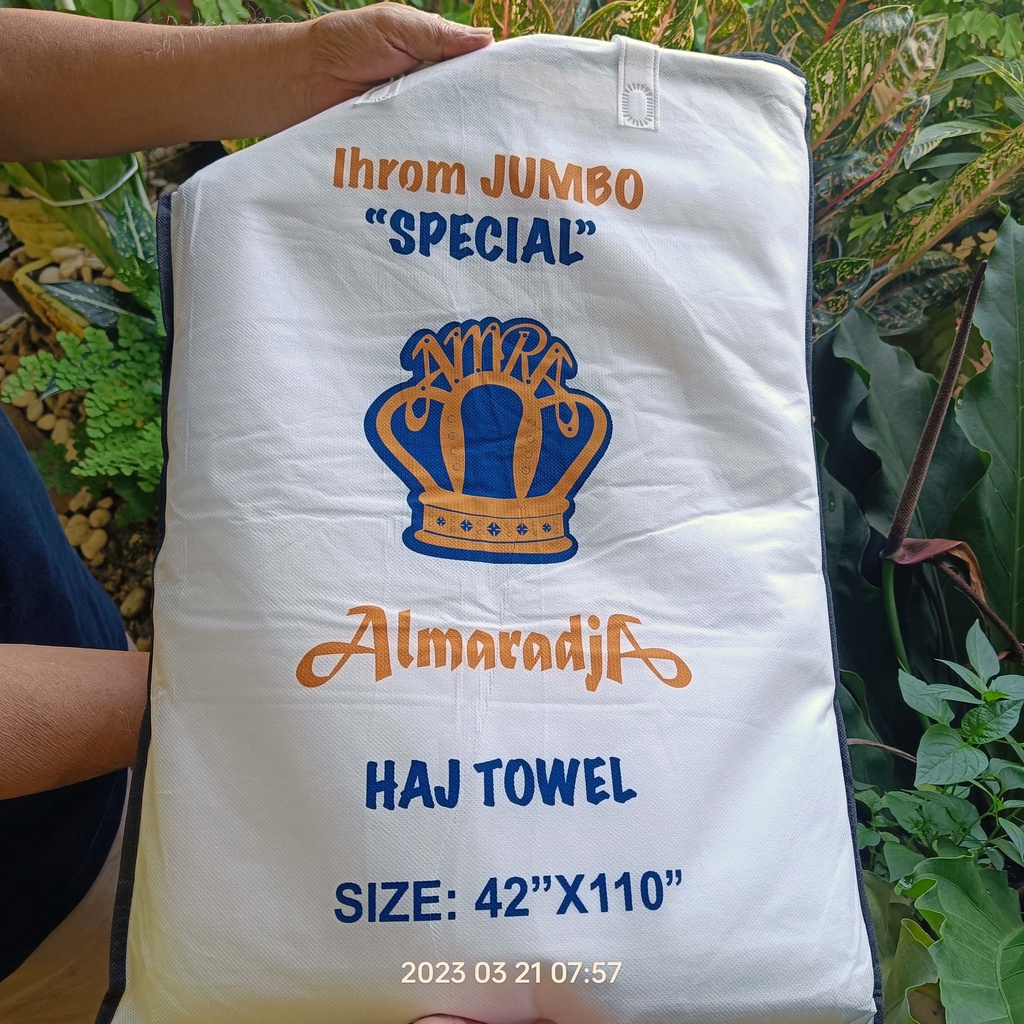 Ihrom JUMBO
“SPECIAL”
AMRA
AlmaradjA
HAJ TOWEL
SIZE: 42”X110”
2023 03 21 07:57